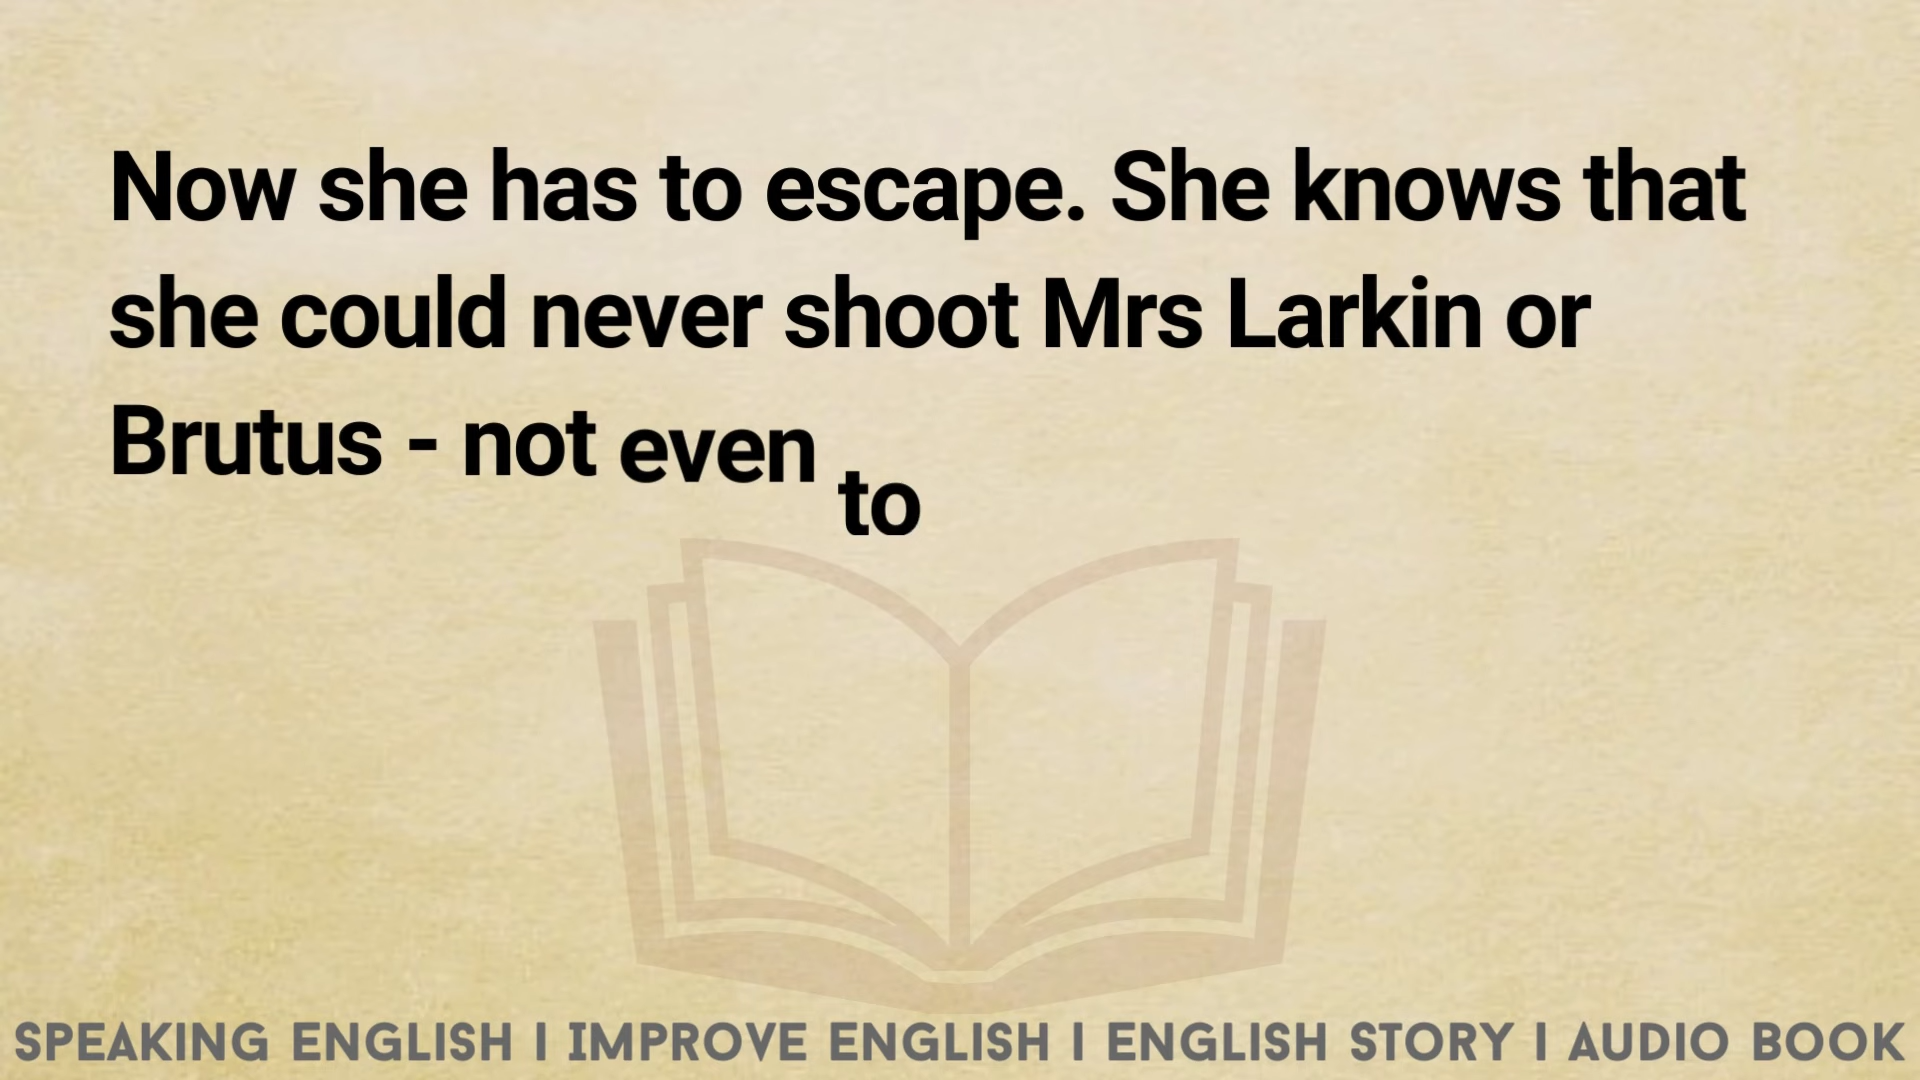 Now she has to escape. She knows that
she could never shoot Mrs Larkin or
Brutus - not even to
SPEAKING ENGLISH I IMPROVE ENGLISH I ENGLISH STORY I AUDIO BOOK